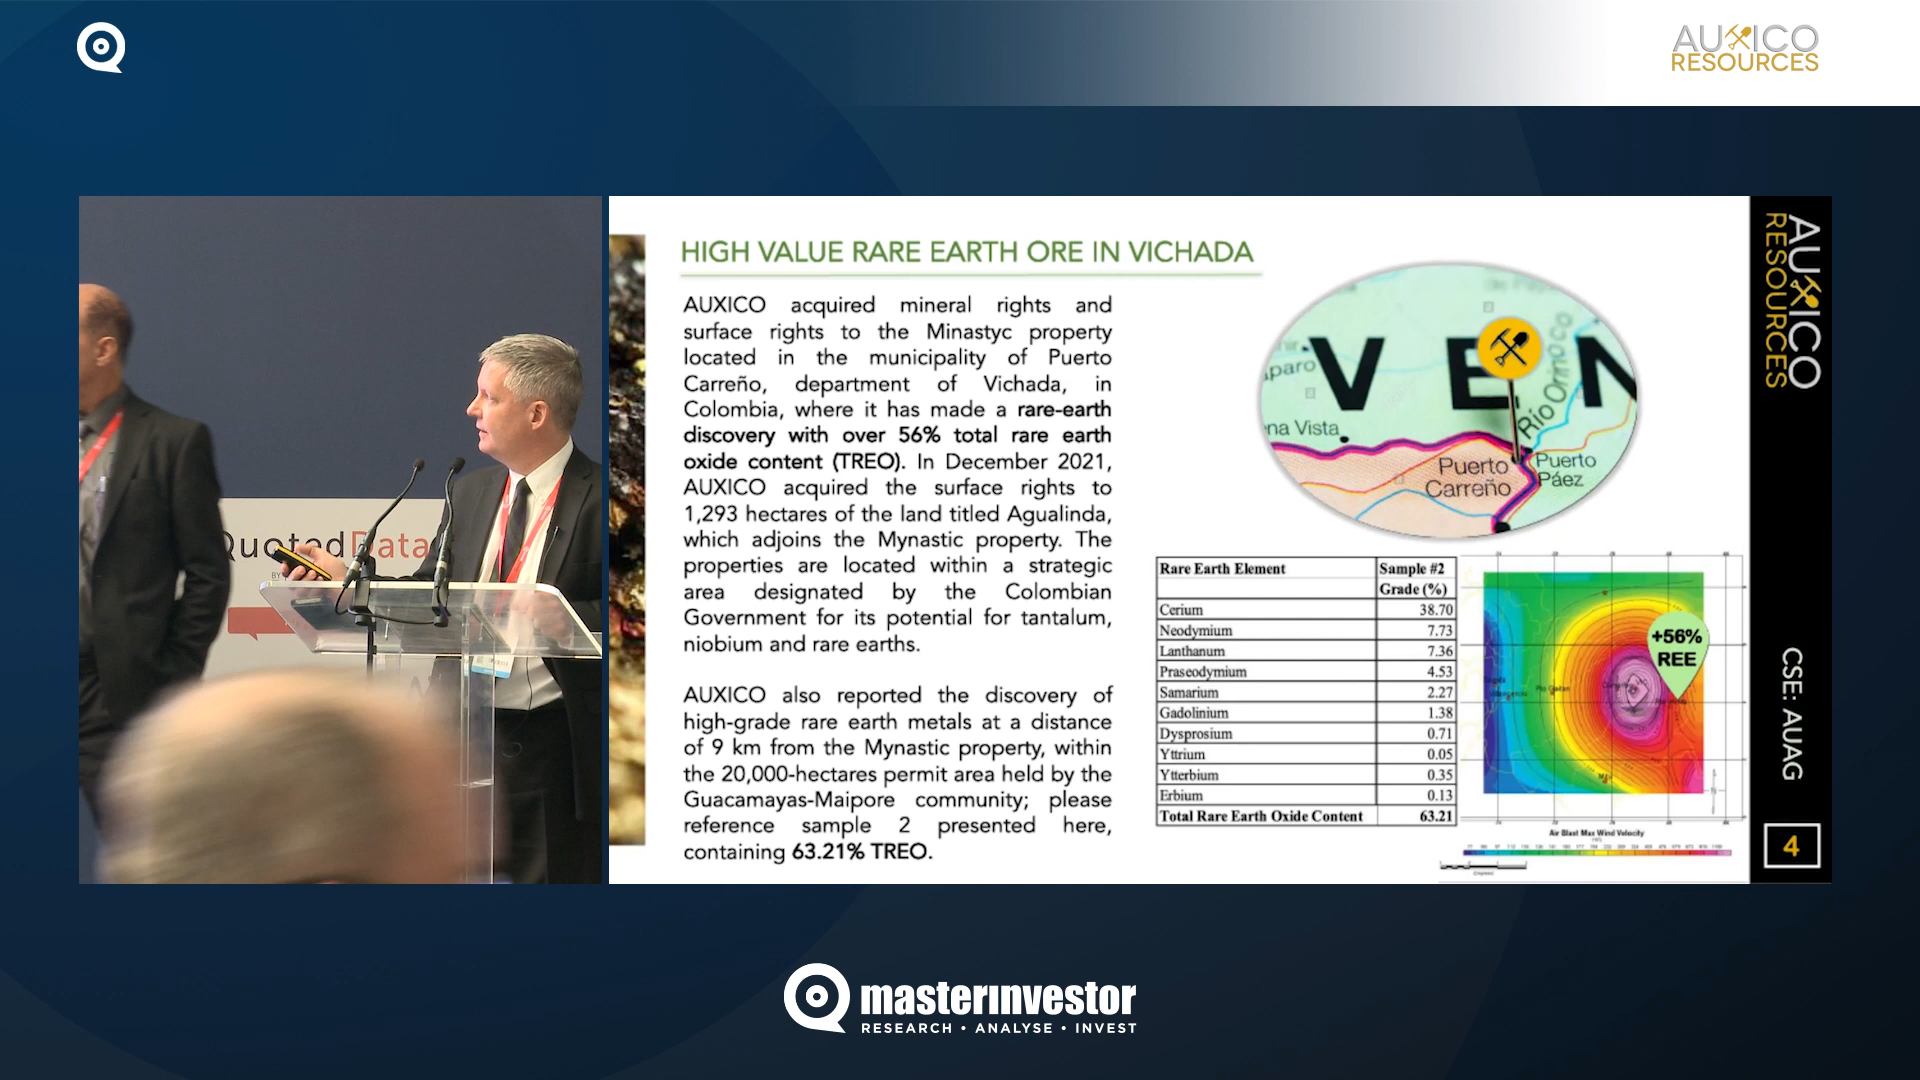 AUXICO
RESOURCES
QuotedData
BY
HIGH VALUE RARE EARTH ORE IN VICHADA
AUXICO acquired mineral rights and
surface rights to the Minastyc property
located in the municipality of Puerto
Carreño, department of Vichada, in
Colombia, where it has made a rare-earth
discovery with over 56% total rare earth
oxide content (TREO). In December 2021,
AUXICO acquired the surface rights to
1,293 hectares of the land titled Agualinda,
which adjoins the Mynastic property. The
properties are located within a strategic
area designated by the Colombian
Government for its potential for tantalum,
niobium and rare earths.
AUXICO also reported the discovery of
high-grade rare earth metals at a distance
of 9 km from the Mynastic property, within
the 20,000-hectares permit area held by the
Guacamayas-Maipore community; please
reference sample 2 presented here,
containing 63.21% TREO.
VEN
paro
Rio Orinoco
na Vista
Puerto
Carreño
Puerto
Páez
Rare Earth Element Sample #2
Grade (%)
Cerium 38.70
Neodymium 7.73
Lanthanum 7.36
Praseodymium 4.53
Samarium 2.27
Gadolinium 1.38
Dysprosium 0.71
Yttrium 0.05
Ytterbium 0.35
Erbium 0.13
Total Rare Earth Oxide Content 63.21
+56%
REE
Air Blast Max Wind Velocity
AUXICO
RESOURCES
CSE: AUAG
4
masterinvestor
RESEARCH • ANALYSE • INVEST